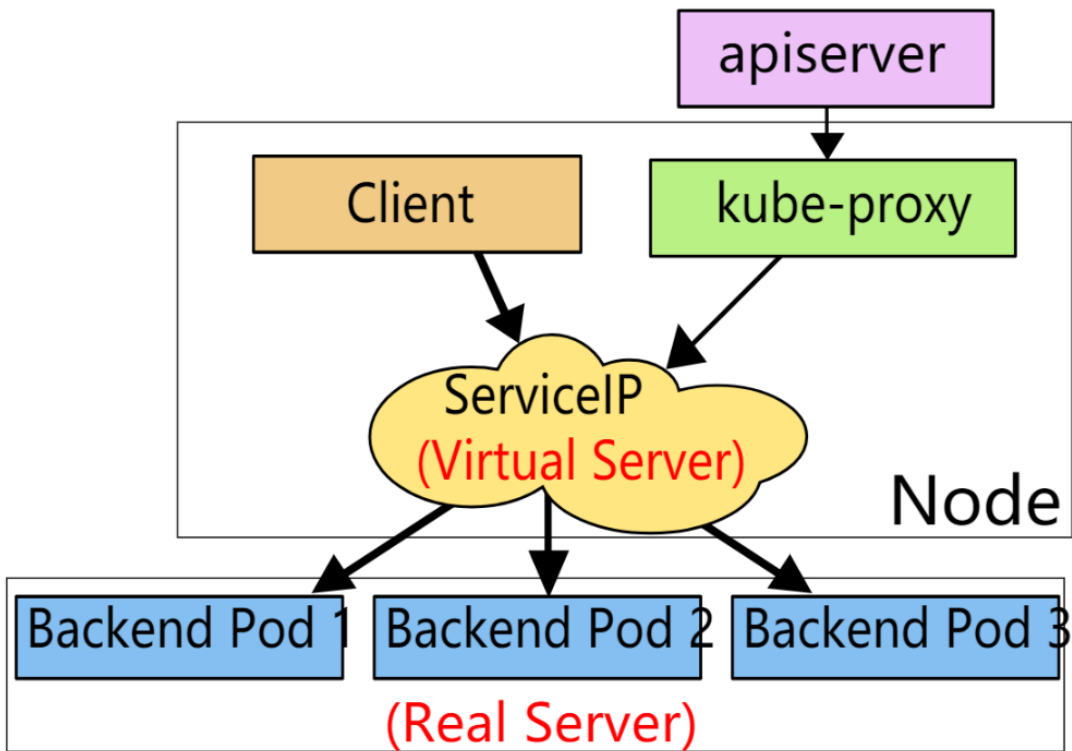 apiserver
Client
kube-proxy
ServiceIP
(Virtual Server)
Node
Backend Pod 1
Backend Pod 2
Backend Pod 3
(Real Server)